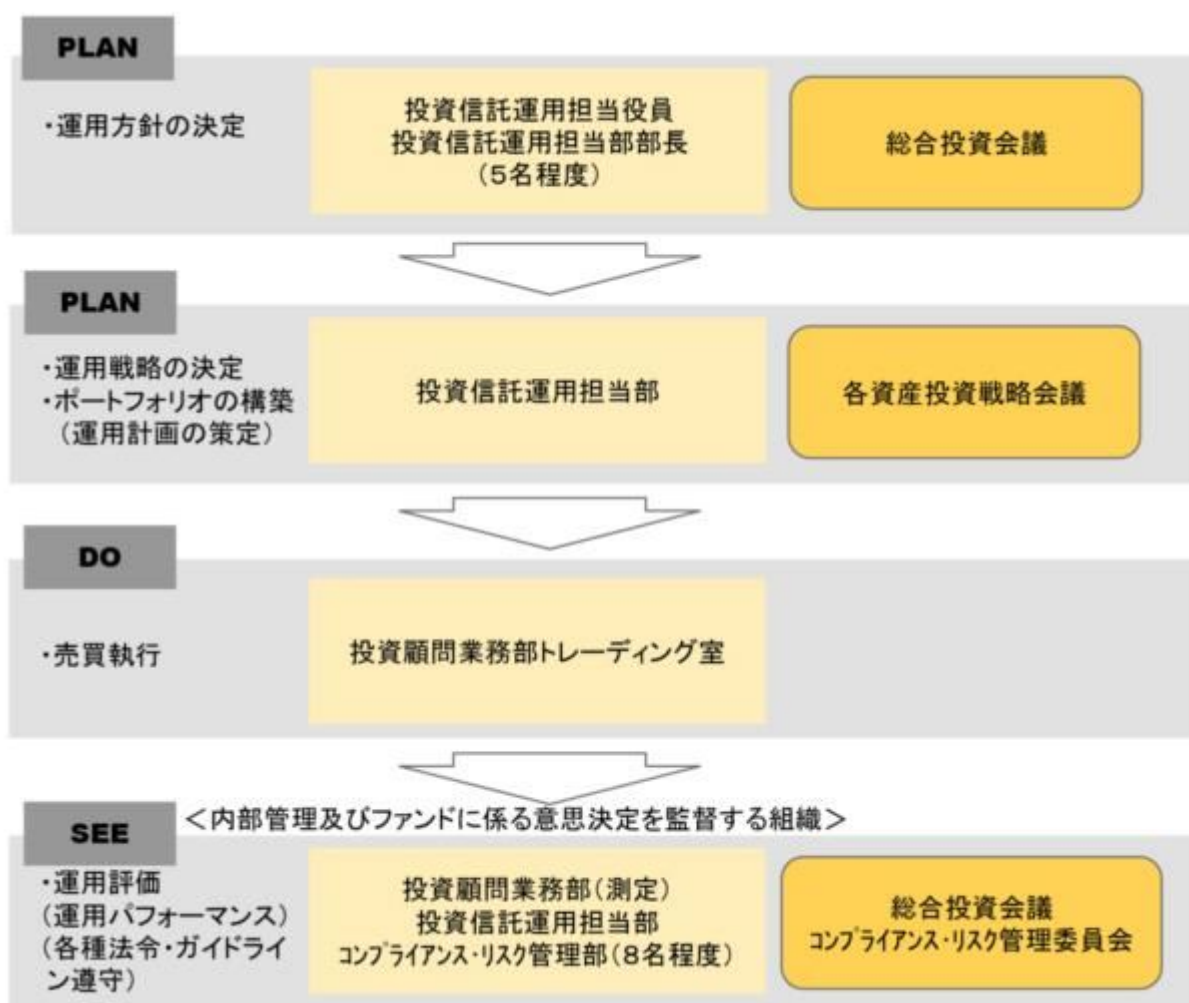 PLAN
・運用方針の決定
投資信託運用担当役員
投資信託運用担当部部長
(5名程度)
総合投資会議
PLAN
・運用戦略の決定
・ポートフォリオの構築
(運用計画の策定)
投資信託運用担当部
各資産投資戦略会議
DO
・売買執行
投資顧問業務部トレーディング室
SEE
＜内部管理及びファンドに係る意思決定を監督する組織＞
・運用評価
(運用パフォーマンス)
(各種法令・ガイドライ
ン遵守)
投資顧問業務部(測定)
投資信託運用担当部
コンプライアンス・リスク管理部(8名程度)
総合投資会議
コンプライアンス・リスク管理委員会